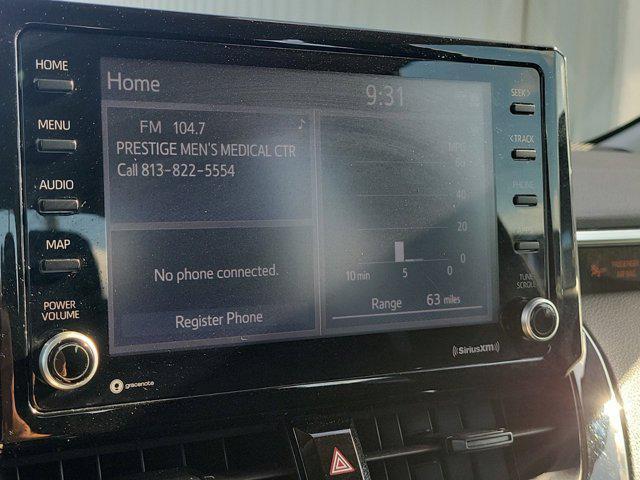 HOME
MENU
AUDIO
MAP
POWER
VOLUME
Home
9:31
FM 104.7
PRESTIGE MEN'S MEDICAL CTR
Call 813-822-5554
No phone connected.
Register Phone
MPG
60
40
20
0
10 min 5 0
Range 63 miles
SEEK>
<TRACK
PHONE
TUNE
SCROLL
gracenote
((SiriusXM))